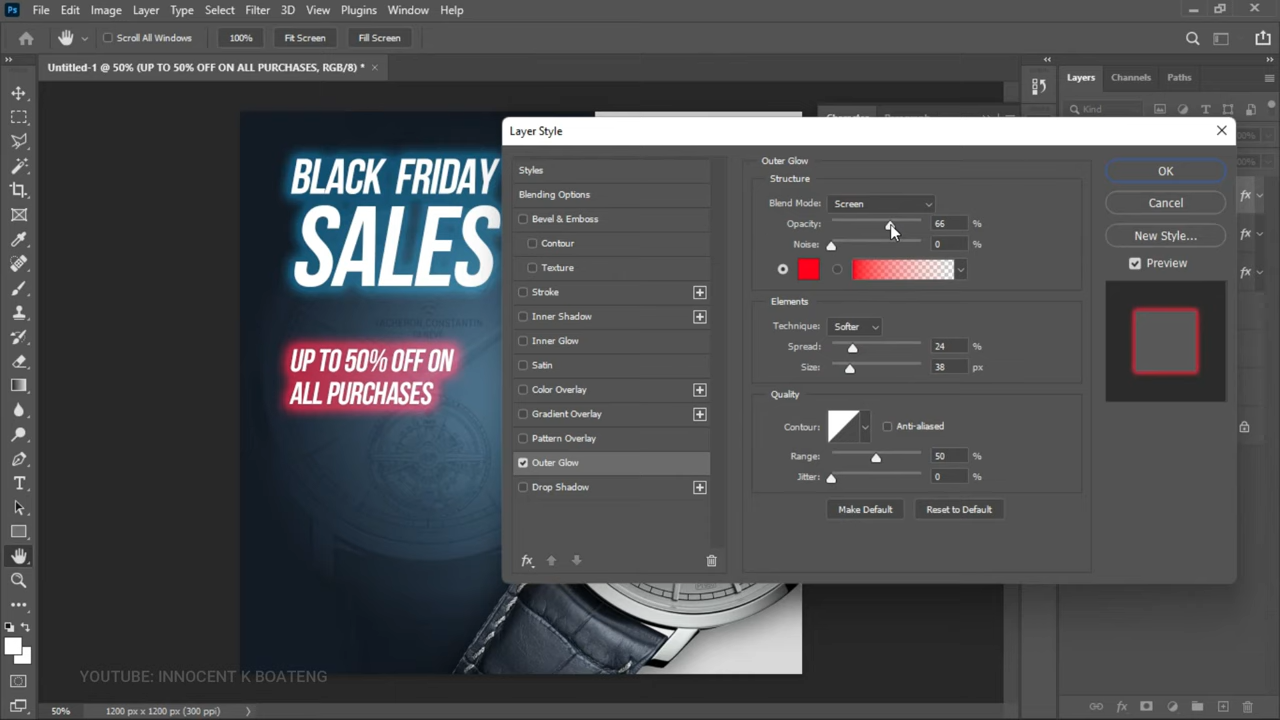 Ps File Edit Image Layer Type Select Filter 3D View Plugins Window Help
Scroll All Windows 100% Fit Screen Fill Screen
Untitled-1 @ 50% (UP TO 50% OFF ON ALL PURCHASES, RGB/8) * ×
Layers Channels Paths
Kind
BLACK FRIDAY
SALES
UP TO 50% OFF ON
ALL PURCHASES
Layer Style
Styles
Blending Options
Bevel & Emboss
Contour
Texture
Stroke
Inner Shadow
Inner Glow
Satin
Color Overlay
Gradient Overlay
Pattern Overlay
Outer Glow
Drop Shadow
fx
Outer Glow
Structure
Blend Mode: Screen
Opacity: 66 %
Noise: 0 %
Elements
Technique: Softer
Spread: 24 %
Size: 38 px
Quality
Contour: Anti-aliased
Range: 50 %
Jitter: 0 %
Make Default Reset to Default
OK
Cancel
New Style...
Preview
fx
fx
fx
YOUTUBE: INNOCENT K BOATENG
50% 1200 px x 1200 px (300 ppi)
fx